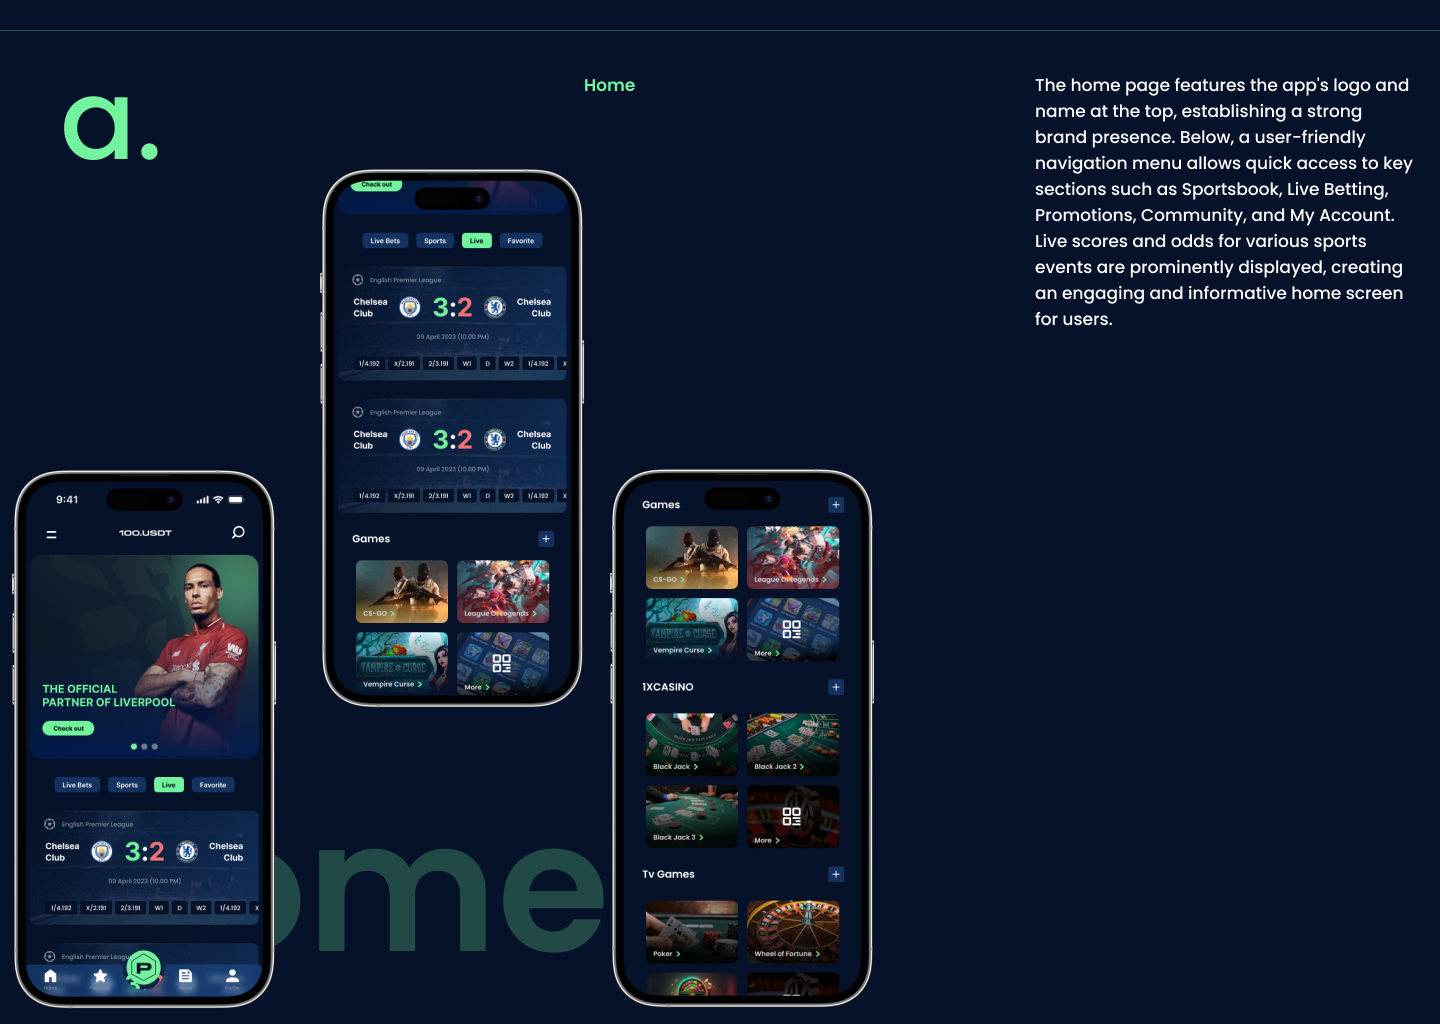 a.
Home
The home page features the app's logo and
name at the top, establishing a strong
brand presence. Below, a user-friendly
navigation menu allows quick access to key
sections such as Sportsbook, Live Betting,
Promotions, Community, and My Account.
Live scores and odds for various sports
events are prominently displayed, creating
an engaging and informative home screen
for users.
Check out
Live Bets Sports Live Favorite
English Premier League
Chelsea Club 3:2 Chelsea Club
09 April 2023 (10.00 PM)
1/4.192 X/2.191 2/3.191 W1 D W2 1/4.192 X
English Premier League
Chelsea Club 3:2 Chelsea Club
09 April 2023 (10.00 PM)
1/4.192 X/2.191 2/3.191 W1 D W2 1/4.192 X
Games +
CS-GO > League Of Legends >
VAMPIRE CURSE
Vempire Curse > More >
9:41
100.USDT
THE OFFICIAL
PARTNER OF LIVERPOOL
Check out
Live Bets Sports Live Favorite
English Premier League
Chelsea Club 3:2 Chelsea Club
09 April 2023 (10.00 PM)
1/4.192 X/2.191 2/3.191 W1 D W2 1/4.192 X
English Premier League
P
ome
Games +
CS-GO > League Of Legends >
VAMPIRE CURSE
Vempire Curse > More >
1XCASINO +
Black Jack > Black Jack 2 >
Black Jack 3 > More >
Tv Games +
Poker > Wheel of Fortune >